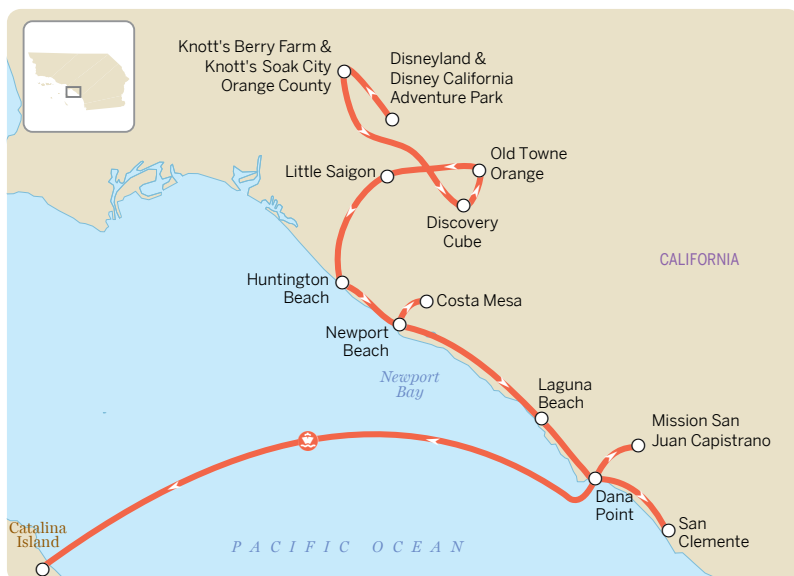 Knott's Berry Farm &
Knott's Soak City
Orange County
Disneyland &
Disney California
Adventure Park
Old Towne
Orange
Little Saigon
Discovery
Cube
CALIFORNIA
Huntington
Beach
Costa Mesa
Newport
Beach
Newport
Bay
Laguna
Beach
Mission San
Juan Capistrano
Dana
Point
San
Clemente
Catalina
Island
PACIFIC OCEAN